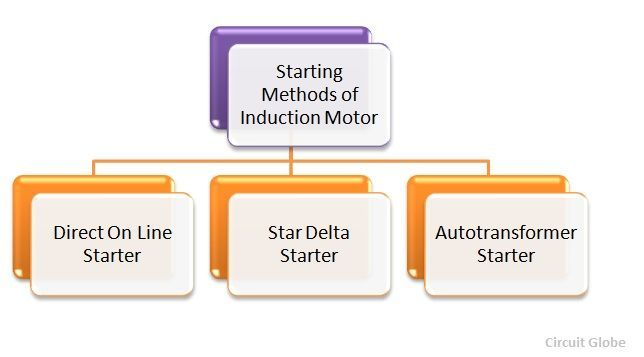 Starting
Methods of
Induction Motor
Direct On Line
Starter
Star Delta
Starter
Autotransformer
Starter
Circuit Globe